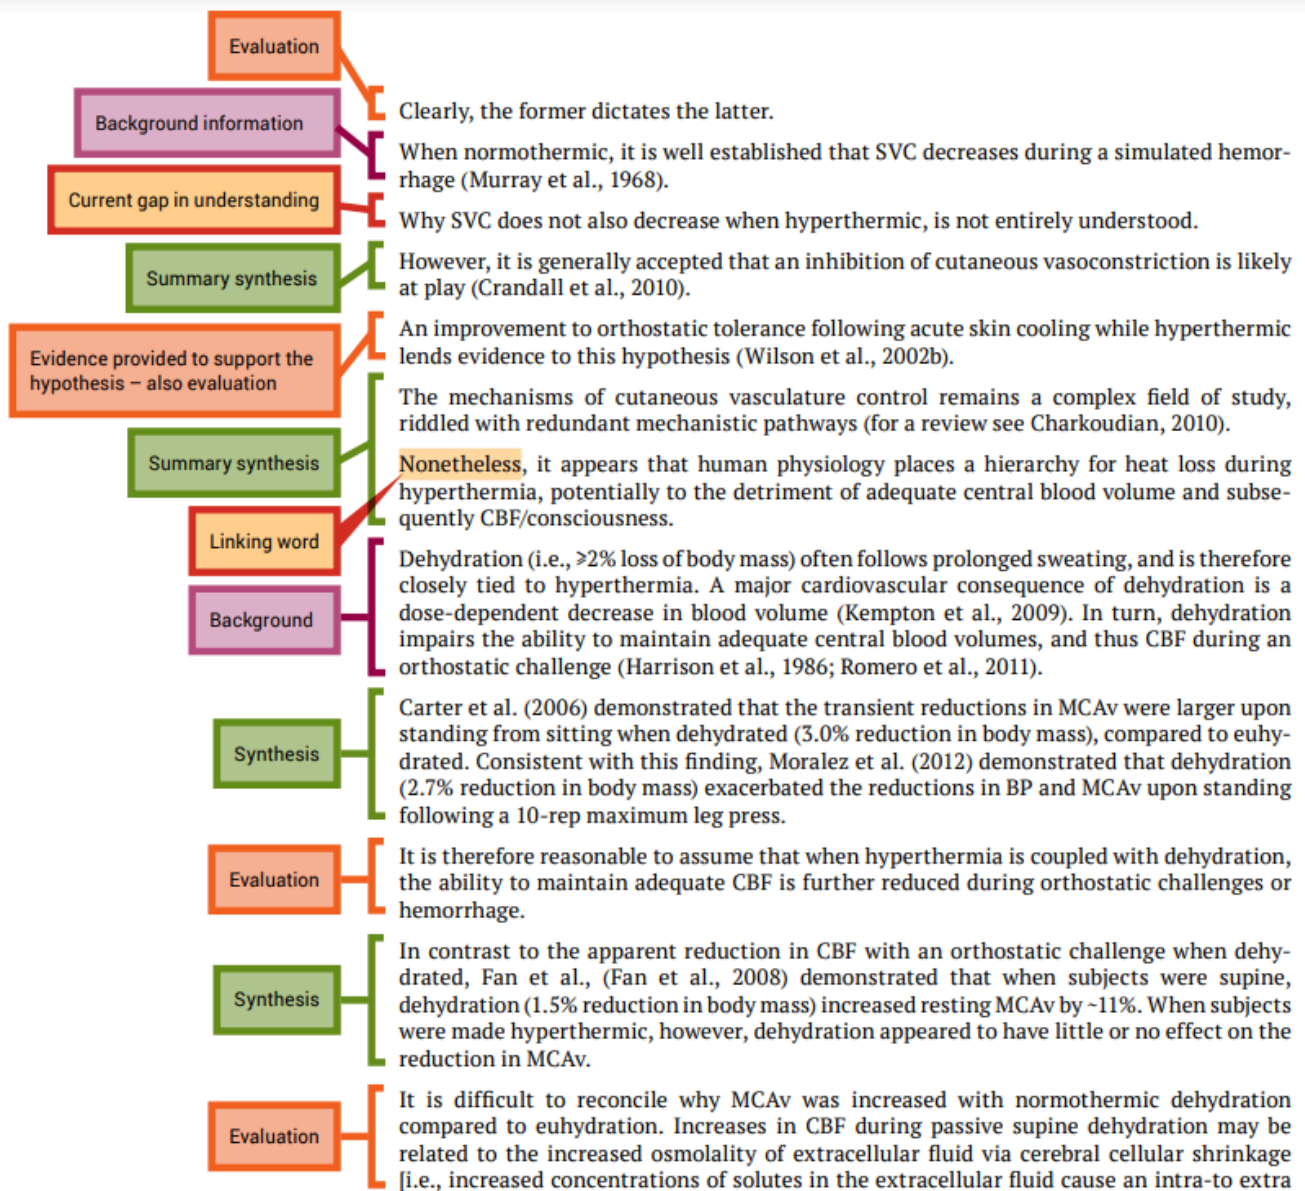 Evaluation
Clearly, the former dictates the latter.
Background information
When normothermic, it is well established that SVC decreases during a simulated hemor-
rhage (Murray et al., 1968).
Current gap in understanding
Why SVC does not also decrease when hyperthermic, is not entirely understood.
Summary synthesis
However, it is generally accepted that an inhibition of cutaneous vasoconstriction is likely
at play (Crandall et al., 2010).
Evidence provided to support the
hypothesis – also evaluation
An improvement to orthostatic tolerance following acute skin cooling while hyperthermic
lends evidence to this hypothesis (Wilson et al., 2002b).
Summary synthesis
The mechanisms of cutaneous vasculature control remains a complex field of study,
riddled with redundant mechanistic pathways (for a review see Charkoudian, 2010).
Linking word
Nonetheless, it appears that human physiology places a hierarchy for heat loss during
hyperthermia, potentially to the detriment of adequate central blood volume and subse-
quently CBF/consciousness.
Background
Dehydration (i.e., ⩾2% loss of body mass) often follows prolonged sweating, and is therefore
closely tied to hyperthermia. A major cardiovascular consequence of dehydration is a
dose-dependent decrease in blood volume (Kempton et al., 2009). In turn, dehydration
impairs the ability to maintain adequate central blood volumes, and thus CBF during an
orthostatic challenge (Harrison et al., 1986; Romero et al., 2011).
Synthesis
Carter et al. (2006) demonstrated that the transient reductions in MCAv were larger upon
standing from sitting when dehydrated (3.0% reduction in body mass), compared to euhy-
drated. Consistent with this finding, Moralez et al. (2012) demonstrated that dehydration
(2.7% reduction in body mass) exacerbated the reductions in BP and MCAv upon standing
following a 10-rep maximum leg press.
Evaluation
It is therefore reasonable to assume that when hyperthermia is coupled with dehydration,
the ability to maintain adequate CBF is further reduced during orthostatic challenges or
hemorrhage.
Synthesis
In contrast to the apparent reduction in CBF with an orthostatic challenge when dehy-
drated, Fan et al., (Fan et al., 2008) demonstrated that when subjects were supine,
dehydration (1.5% reduction in body mass) increased resting MCAv by ~11%. When subjects
were made hyperthermic, however, dehydration appeared to have little or no effect on the
reduction in MCAv.
Evaluation
It is difficult to reconcile why MCAv was increased with normothermic dehydration
compared to euhydration. Increases in CBF during passive supine dehydration may be
related to the increased osmolality of extracellular fluid via cerebral cellular shrinkage
[i.e., increased concentrations of solutes in the extracellular fluid cause an intra-to extra